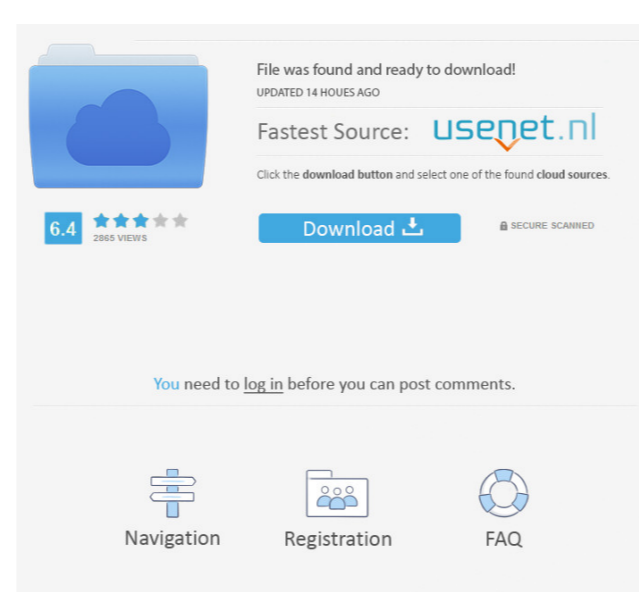 File was found and ready to download!
UPDATED 14 HOUES AGO
Fastest Source: usenet.nl
Click the download button and select one of the found cloud sources.
6.4
2865 VIEWS
Download
SECURE SCANNED
You need to log in before you can post comments.
Navigation
Registration
FAQ